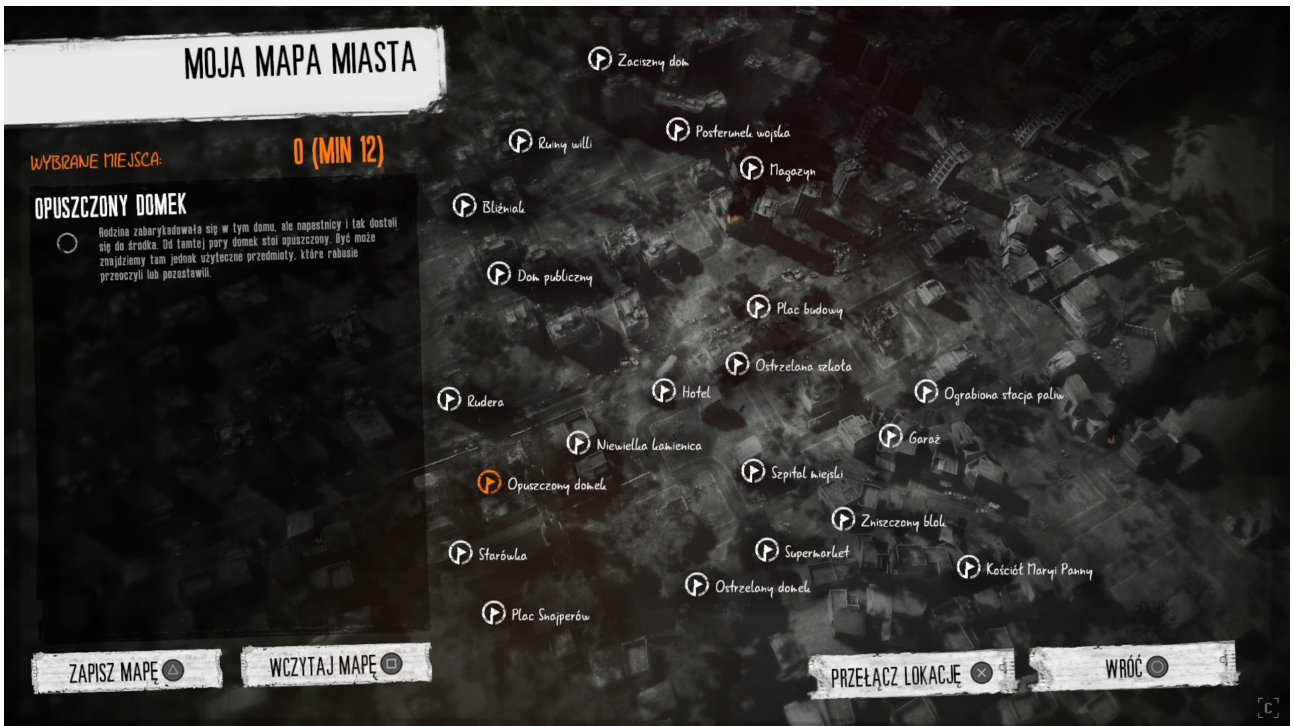 MOJA MAPA MIASTA
WYBRANE MIEJSCA: 0 (MIN 12)
OPUSZCZONY DOMEK
Rodzina zabarykadowała się w tym domu, ale napastnicy i tak dostali
się do środka. Od tamtej pory domek stoi opuszczony. Być może
znajdziemy tam jednak użyteczne przedmioty, które rabusie
przeoczyli lub pozostawili.
Zaciszny dom
Posterunek wojska
Ruiny willi
Magazyn
Bliźniak
Dom publiczny
Plac budowy
Ostrzelana szkoła
Hotel
Ograbiona stacja paliw
Rudera
Garaż
Niewielka kamienica
Szpital miejski
Opuszczony domek
Zniszczony blok
Starówka
Supermarket
Kościół Maryi Panny
Ostrzelany domek
Plac Snajperów
ZAPISZ MAPĘ
WCZYTAJ MAPĘ
PRZEŁĄCZ LOKACJĘ
WRÓĆ
[C]